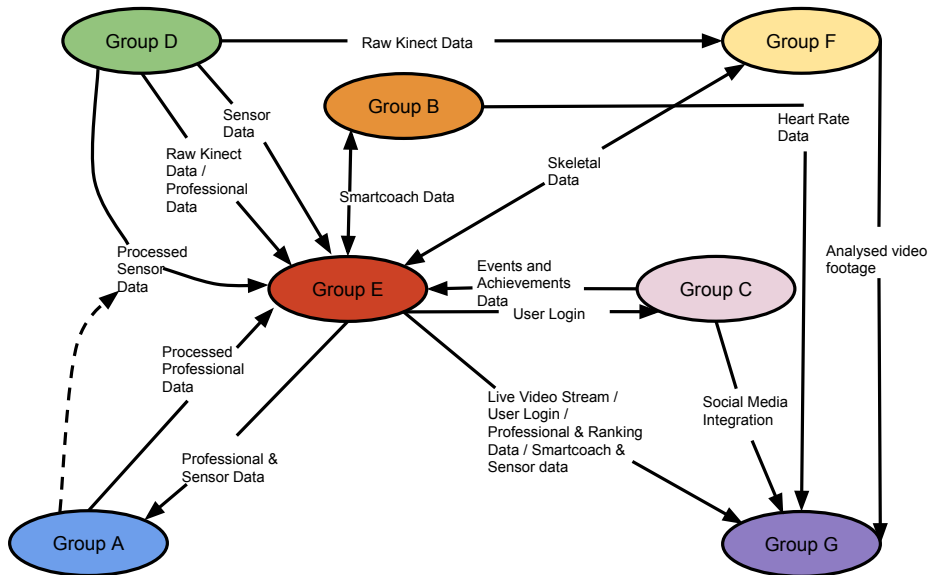 Group D
Raw Kinect Data
Group F
Group B
Sensor
Data
Heart Rate
Data
Raw Kinect
Data /
Professional
Data
Skeletal
Data
Smartcoach Data
Processed
Sensor
Data
Analysed video
footage
Group E
Events and
Achievements
Data
Group C
User Login
Processed
Professional
Data
Live Video Stream /
User Login /
Professional & Ranking
Data / Smartcoach &
Sensor data
Social Media
Integration
Professional &
Sensor Data
Group A
Group G